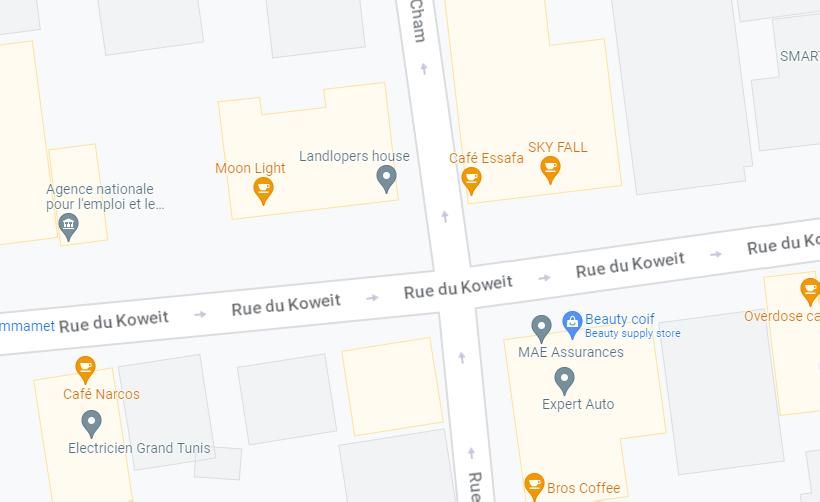 Cham
SMAR
Landlopers house
Café Essafa
SKY FALL
Moon Light
Agence nationale
pour l'emploi et le...
Rue du Ko
Rue du Koweit
Rue du Koweit
Rue du Koweit
Rue du Koweit
mmamet
Overdose ca
Beauty coif
Beauty supply store
MAE Assurances
Café Narcos
Expert Auto
Electricien Grand Tunis
Rue
Bros Coffee